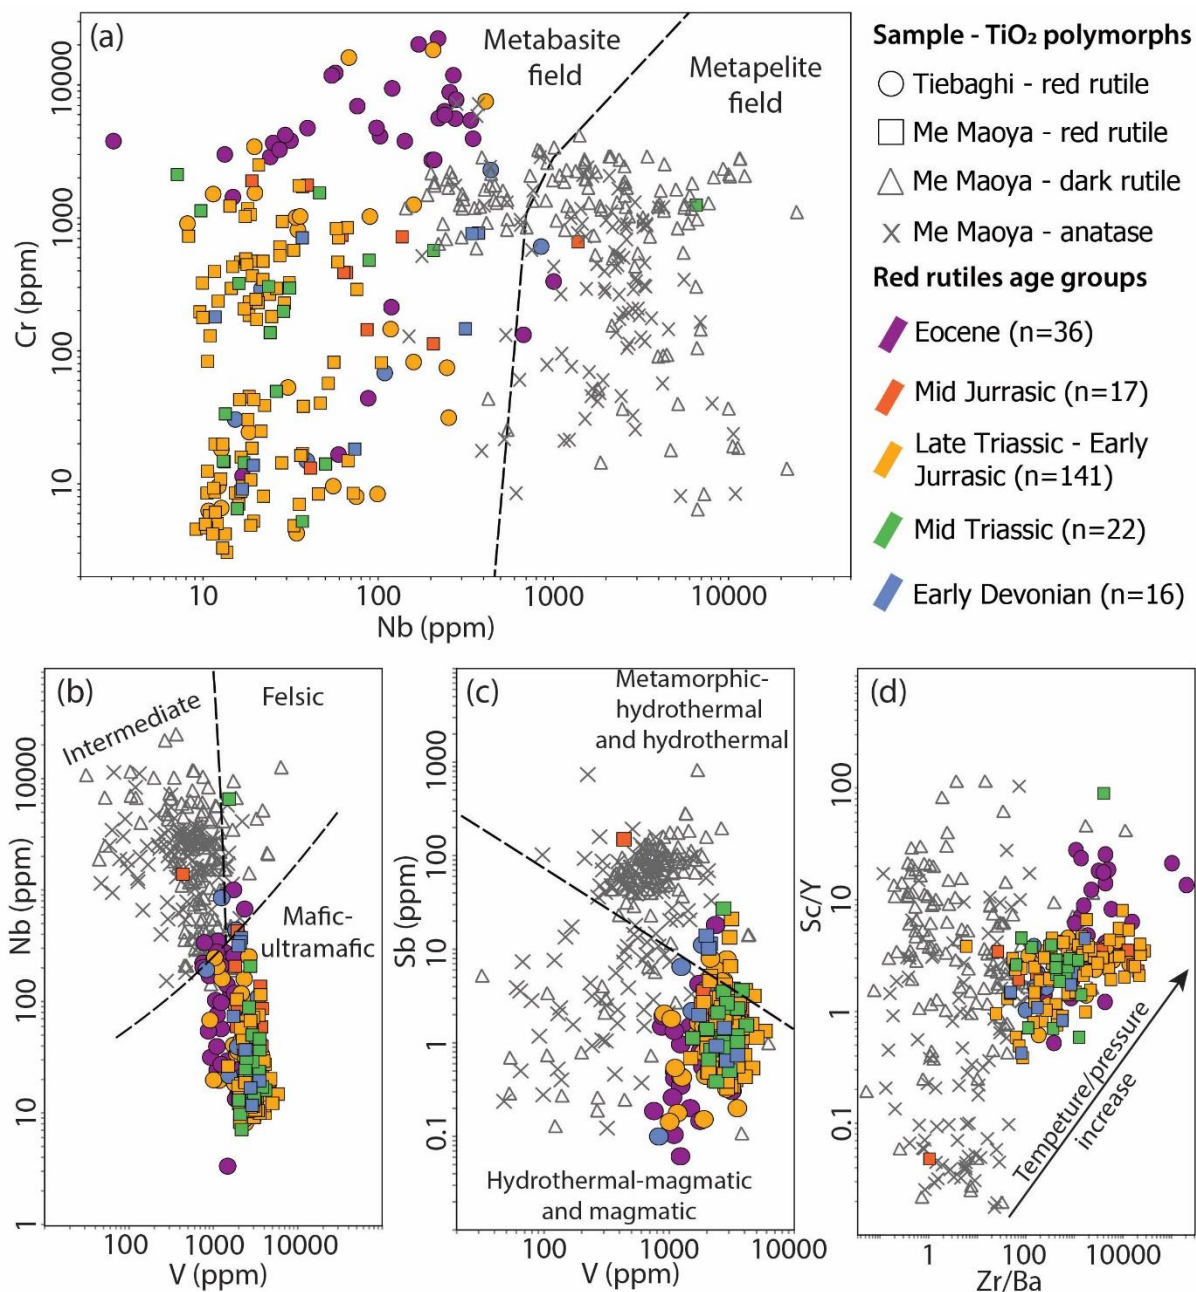 (a)
Metabasite
field
Metapelite
field
Cr (ppm)
10000
1000
100
10
10
100
1000
10000
Nb (ppm)
Sample - TiO₂ polymorphs
Tiebaghi - red rutile
Me Maoya - red rutile
Me Maoya - dark rutile
Me Maoya - anatase
Red rutiles age groups
Eocene (n=36)
Mid Jurrasic (n=17)
Late Triassic - Early
Jurrasic (n=141)
Mid Triassic (n=22)
Early Devonian (n=16)
(b)
Intermediate
Felsic
Mafic-
ultramafic
Nb (ppm)
10000
1000
100
10
1
100
1000
10000
V (ppm)
(c)
Metamorphic-
hydrothermal
and hydrothermal
Hydrothermal-magmatic
and magmatic
Sb (ppm)
1000
100
10
1
0.1
100
1000
10000
V (ppm)
(d)
Sc/Y
100
10
1
0.1
Tempeture/pressure
increase
1
100
10000
Zr/Ba